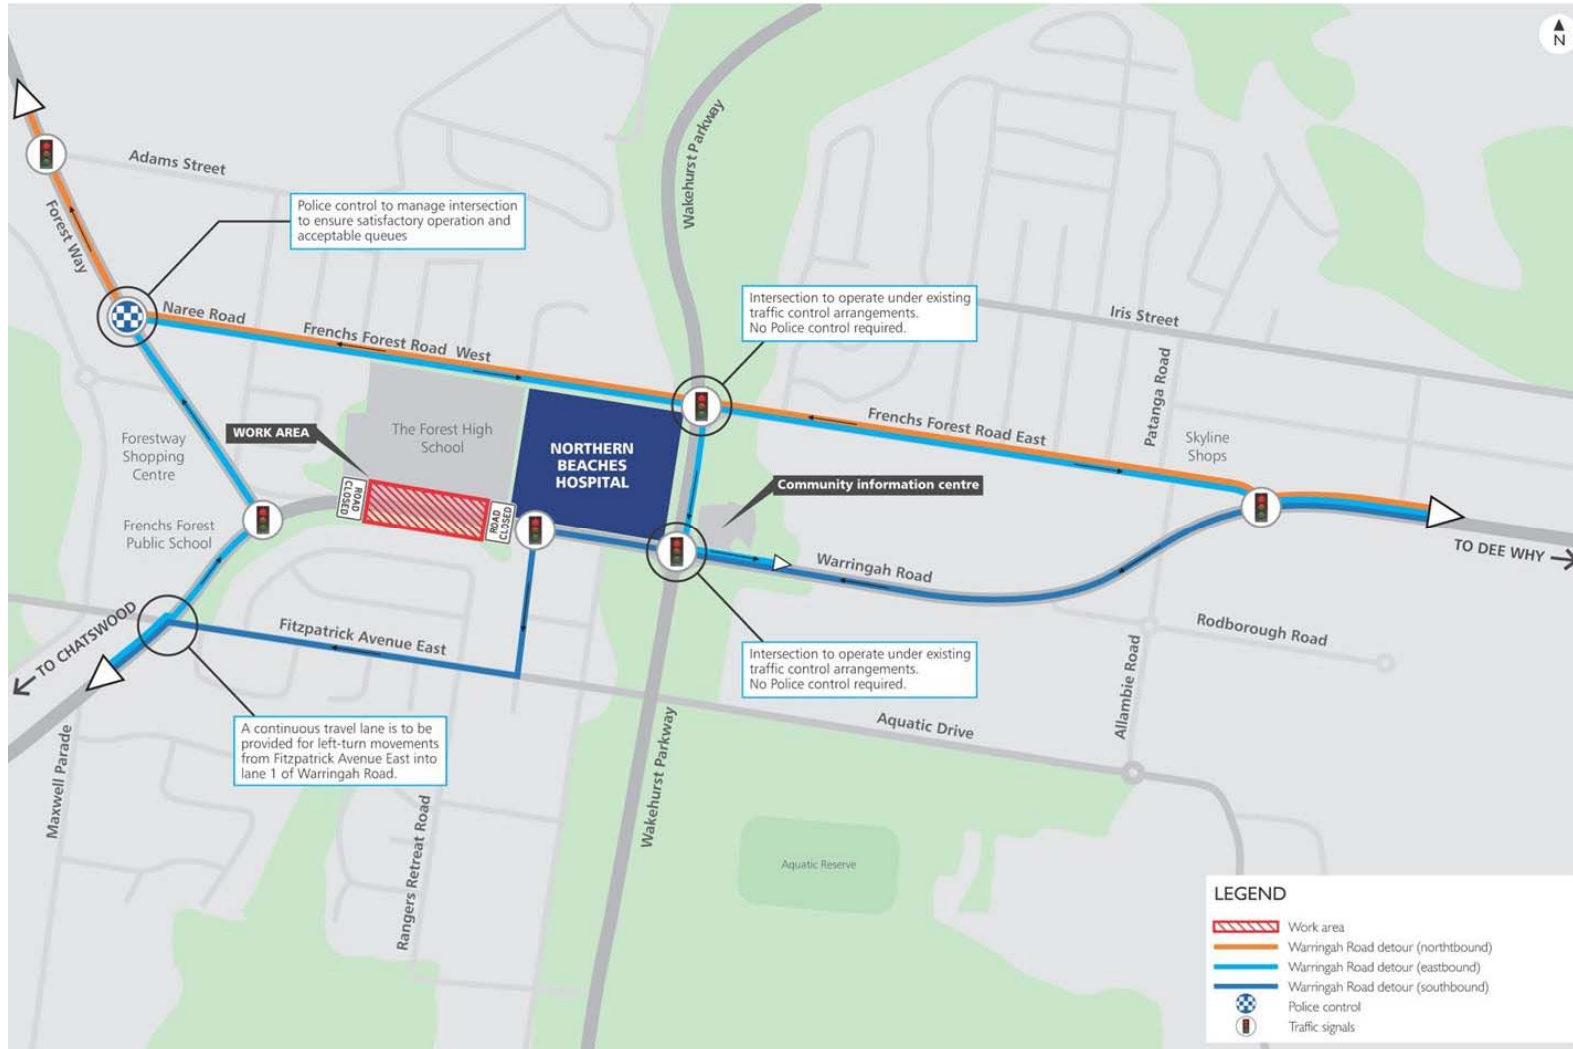 N
Adams Street
Wakehurst Parkway
Forest Way
Police control to manage intersection
to ensure satisfactory operation and
acceptable queues
Naree Road
Frenchs Forest Road West
Intersection to operate under existing
traffic control arrangements.
No Police control required.
Iris Street
Patanga Road
Frenchs Forest Road East
Skyline
Shops
Forestway
Shopping
Centre
WORK AREA
The Forest High
School
NORTHERN
BEACHES
HOSPITAL
Community information centre
ROAD
CLOSED
ROAD
CLOSED
Frenchs Forest
Public School
TO DEE WHY →
Warringah Road
← TO CHATSWOOD
Fitzpatrick Avenue East
Rodborough Road
Intersection to operate under existing
traffic control arrangements.
No Police control required.
Allambie Road
Aquatic Drive
A continuous travel lane is to be
provided for left-turn movements
from Fitzpatrick Avenue East into
lane 1 of Warringah Road.
Maxwell Parade
Wakehurst Parkway
Rangers Retreat Road
Aquatic Reserve
LEGEND
Work area
Warringah Road detour (northtbound)
Warringah Road detour (eastbound)
Warringah Road detour (southbound)
Police control
Traffic signals